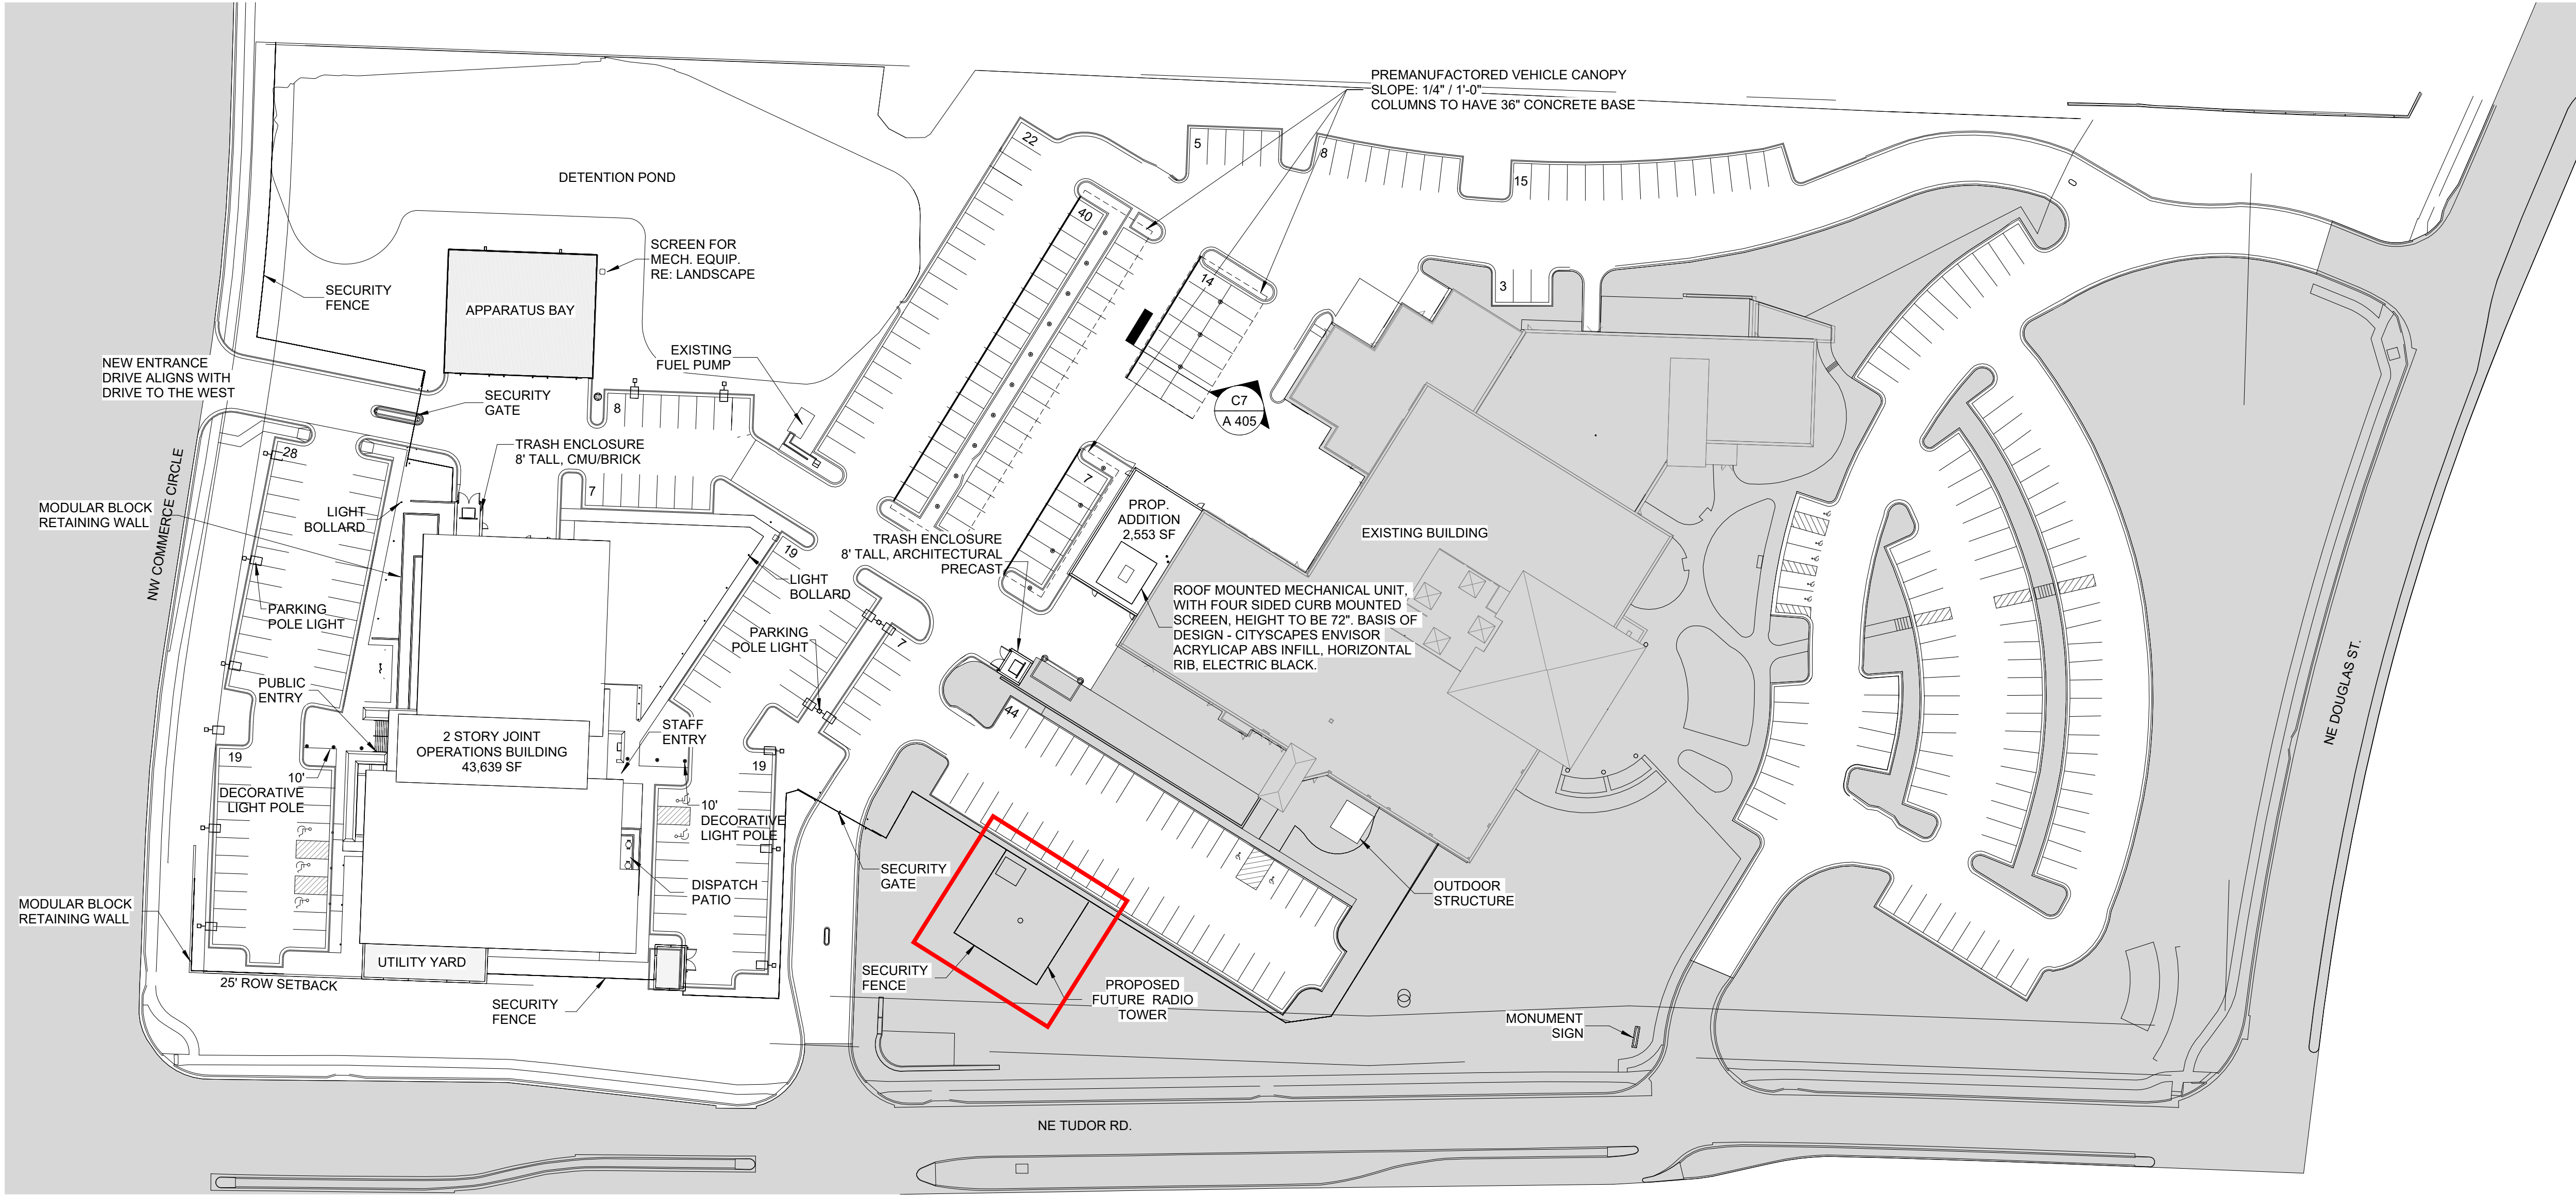 PREMANUFACTORED VEHICLE CANOPY
SLOPE: 1/4" / 1'-0"
COLUMNS TO HAVE 36" CONCRETE BASE
22
5
8
15
DETENTION POND
40
SCREEN FOR
MECH. EQUIP.
RE: LANDSCAPE
14
3
SECURITY
FENCE
APPARATUS BAY
EXISTING
FUEL PUMP
NEW ENTRANCE
DRIVE ALIGNS WITH
DRIVE TO THE WEST
SECURITY
GATE
8
C7
A 405
TRASH ENCLOSURE
8' TALL, CMU/BRICK
28
7
7
MODULAR BLOCK
RETAINING WALL
LIGHT
BOLLARD
NW COMMERCE CIRCLE
PROP.
ADDITION
2,553 SF
EXISTING BUILDING
TRASH ENCLOSURE
8' TALL, ARCHITECTURAL
PRECAST
19
LIGHT
BOLLARD
ROOF MOUNTED MECHANICAL UNIT,
WITH FOUR SIDED CURB MOUNTED
SCREEN, HEIGHT TO BE 72". BASIS OF
DESIGN - CITYSCAPES ENVISOR
ACRYLICAP ABS INFILL, HORIZONTAL
RIB, ELECTRIC BLACK.
PARKING
POLE LIGHT
PARKING
POLE LIGHT
7
PUBLIC
ENTRY
44
NE DOUGLAS ST.
STAFF
ENTRY
2 STORY JOINT
OPERATIONS BUILDING
43,639 SF
19
19
10'
DECORATIVE
LIGHT POLE
10'
DECORATIVE
LIGHT POLE
SECURITY
GATE
DISPATCH
PATIO
OUTDOOR
STRUCTURE
MODULAR BLOCK
RETAINING WALL
UTILITY YARD
SECURITY
FENCE
25' ROW SETBACK
PROPOSED
FUTURE RADIO
TOWER
SECURITY
FENCE
MONUMENT
SIGN
NE TUDOR RD.